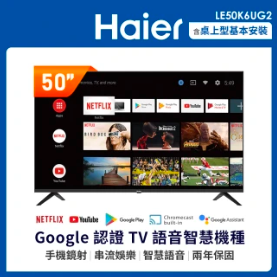 Haier
LE50K6UG2
含桌上型基本安裝
50"
NETFLIX
YouTube
Google Play
Chromecast built-in
Google Assistant
Google 認證 TV 語音智慧機種
手機鏡射 | 串流娛樂 | 智慧語音 | 兩年保固